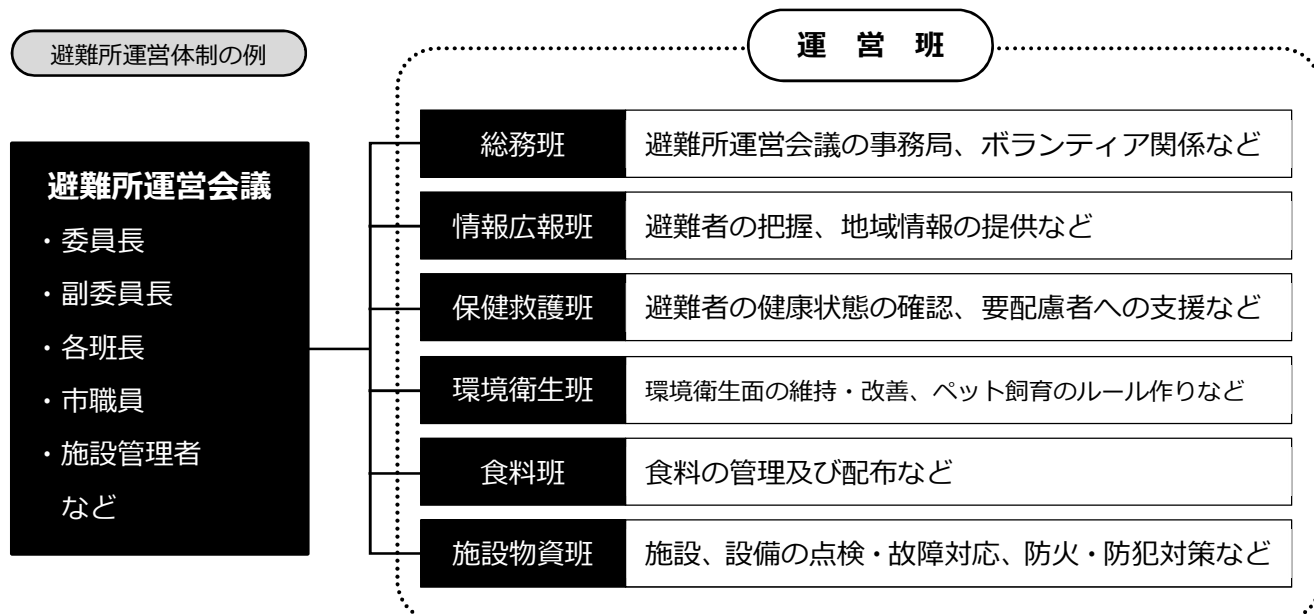 避難所運営体制の例
運 営 班
避難所運営会議
・委員長
・副委員長
・各班長
・市職員
・施設管理者
など
総務班 避難所運営会議の事務局、ボランティア関係など
情報広報班 避難者の把握、地域情報の提供など
保健救護班 避難者の健康状態の確認、要配慮者への支援など
環境衛生班 環境衛生面の維持・改善、ペット飼育のルール作りなど
食料班 食料の管理及び配布など
施設物資班 施設、設備の点検・故障対応、防火・防犯対策など